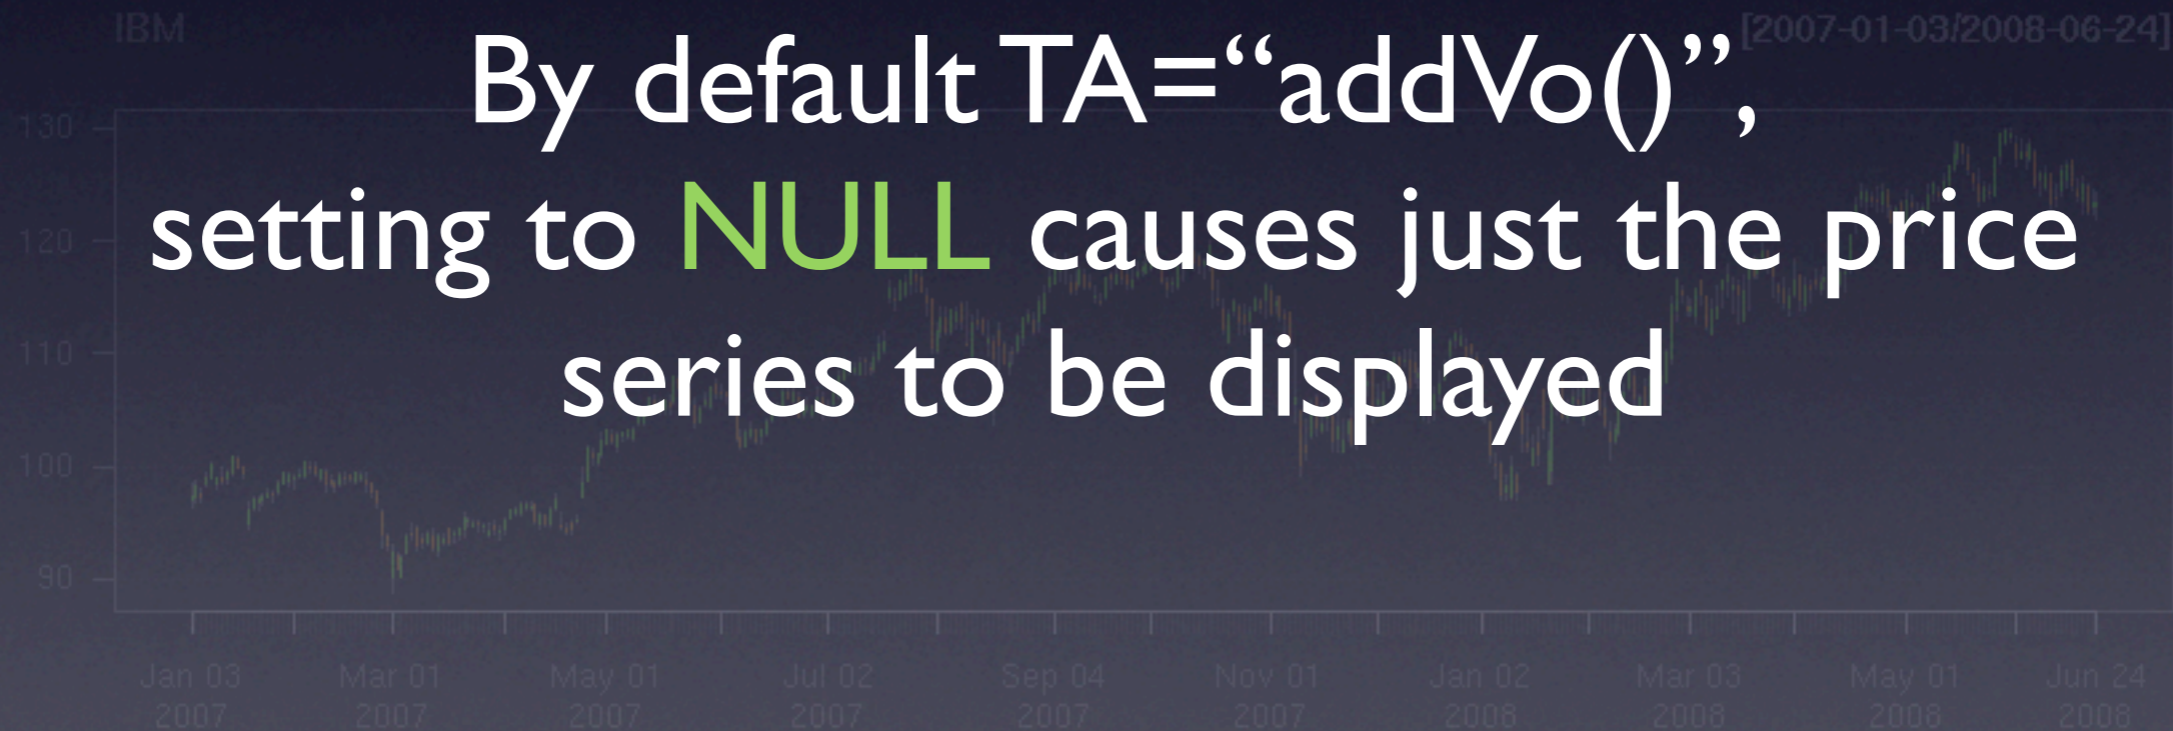 IBM
[2007-01-03/2008-06-24]
By default TA=“addVo()”,
setting to NULL causes just the price
series to be displayed
130
120
110
100
90
Jan 03 2007
Mar 01 2007
May 01 2007
Jul 02 2007
Sep 04 2007
Nov 01 2007
Jan 02 2008
Mar 03 2008
May 01 2008
Jun 24 2008